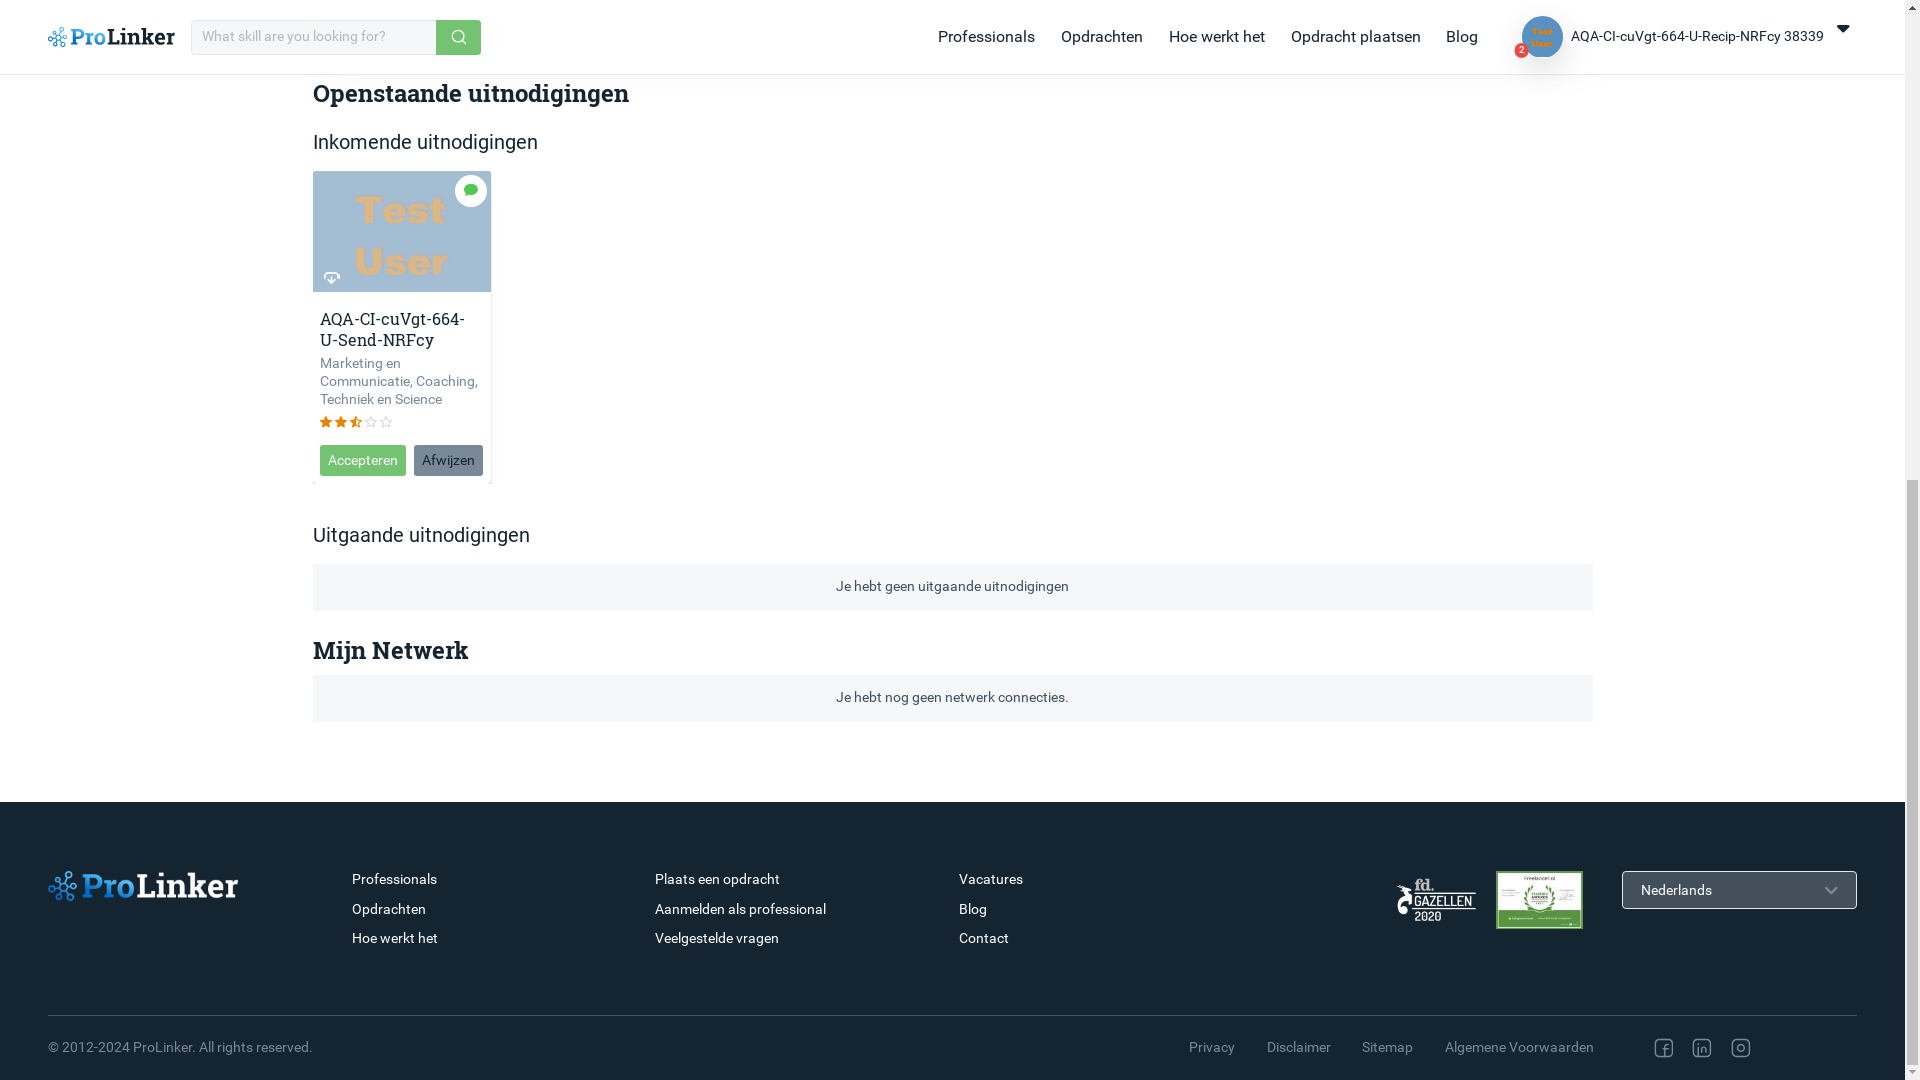 ProLinker
What skill are you looking for?
Professionals
Opdrachten
Hoe werkt het
Opdracht plaatsen
Blog
Test
User
2
AQA-CI-cuVgt-664-U-Recip-NRFcy 38339
Openstaande uitnodigingen
Inkomende uitnodigingen
Test
User
AQA-CI-cuVgt-664-
U-Send-NRFcy
Marketing en
Communicatie, Coaching,
Techniek en Science
Accepteren
Afwijzen
Uitgaande uitnodigingen
Je hebt geen uitgaande uitnodigingen
Mijn Netwerk
Je hebt nog geen netwerk connecties.
ProLinker
Professionals
Opdrachten
Hoe werkt het
Plaats een opdracht
Aanmelden als professional
Veelgestelde vragen
Vacatures
Blog
Contact
fd.
GAZELLEN
2020
Freelancer.nl
Nederlands
© 2012-2024 ProLinker. All rights reserved.
Privacy
Disclaimer
Sitemap
Algemene Voorwaarden